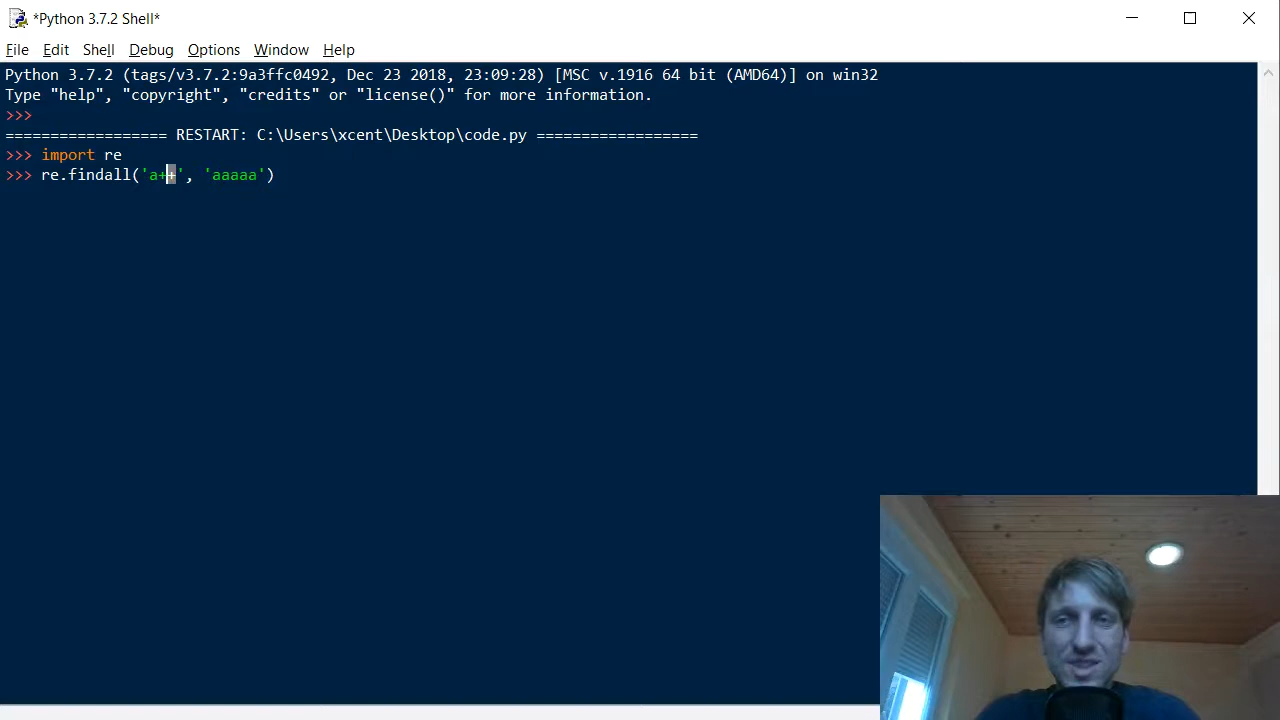 *Python 3.7.2 Shell*
File Edit Shell Debug Options Window Help
Python 3.7.2 (tags/v3.7.2:9a3ffc0492, Dec 23 2018, 23:09:28) [MSC v.1916 64 bit (AMD64)] on win32
Type "help", "copyright", "credits" or "license()" for more information.
>>>
================== RESTART: C:\Users\xcent\Desktop\code.py ==================
>>> import re
>>> re.findall('a++', 'aaaaa')